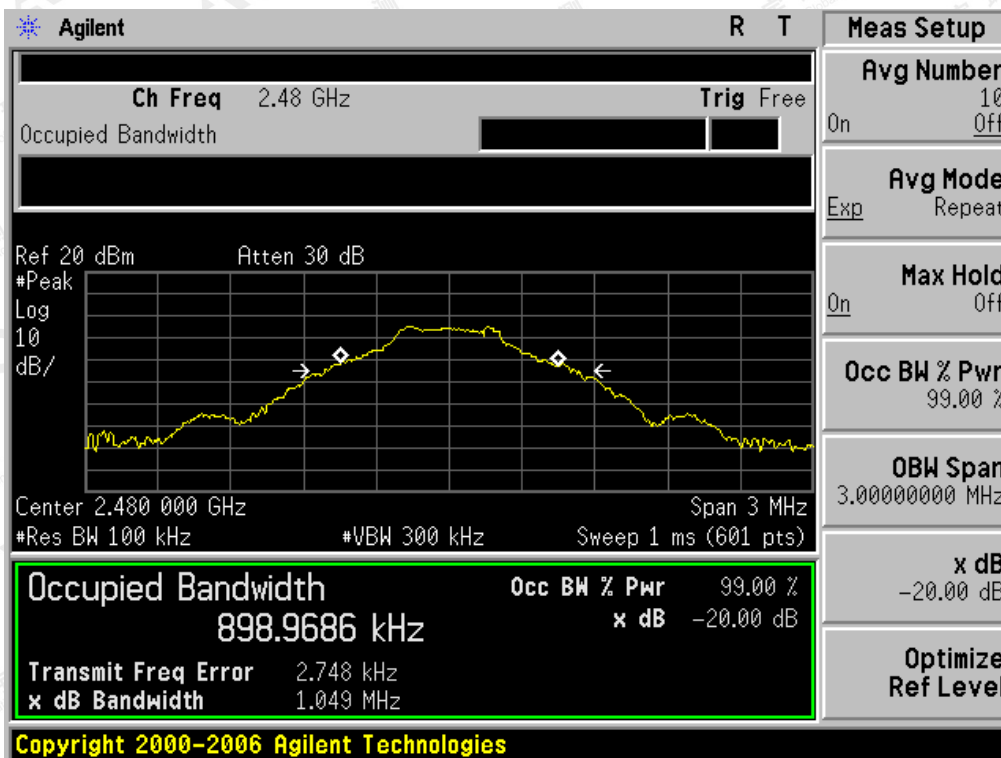 Agilent R T
Meas Setup
Ch Freq 2.48 GHz Trig Free
Occupied Bandwidth
Avg Number
10
On Off
Avg Mode
Exp Repeat
Max Hold
On Off
Occ BW % Pwr
99.00 %
OBW Span
3.00000000 MHz
x dB
-20.00 dB
Optimize
Ref Level
Ref 20 dBm Atten 30 dB
#Peak
Log
10
dB/
Center 2.480 000 GHz Span 3 MHz
#Res BW 100 kHz #VBW 300 kHz Sweep 1 ms (601 pts)
Occupied Bandwidth
898.9686 kHz
Occ BW % Pwr 99.00 %
x dB -20.00 dB
Transmit Freq Error 2.748 kHz
x dB Bandwidth 1.049 MHz
Copyright 2000-2006 Agilent Technologies